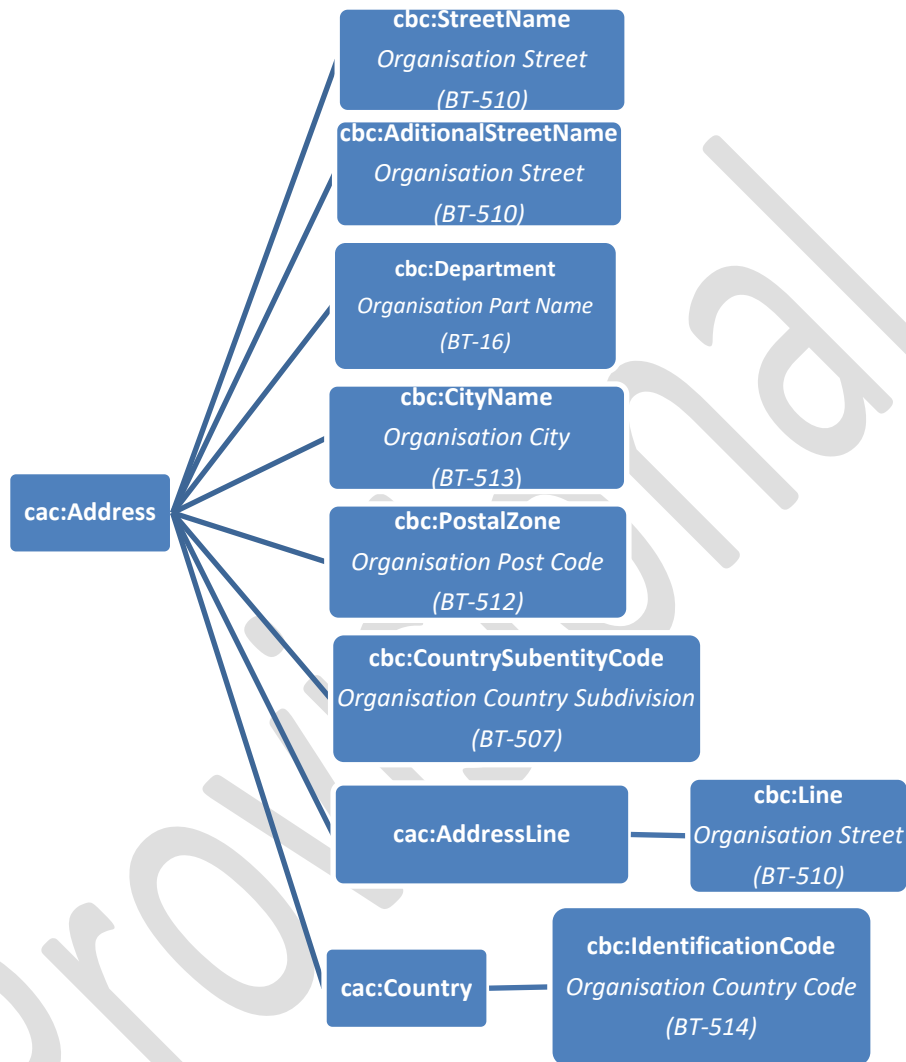 cbc:StreetName
Organisation Street
(BT-510)
cbc:AditionalStreetName
Organisation Street
(BT-510)
cbc:Department
Organisation Part Name
(BT-16)
cbc:CityName
Organisation City
(BT-513)
cac:Address
cbc:PostalZone
Organisation Post Code
(BT-512)
cbc:CountrySubentityCode
Organisation Country Subdivision
(BT-507)
cac:AddressLine
cbc:Line
Organisation Street
(BT-510)
cac:Country
cbc:IdentificationCode
Organisation Country Code
(BT-514)
Provisional